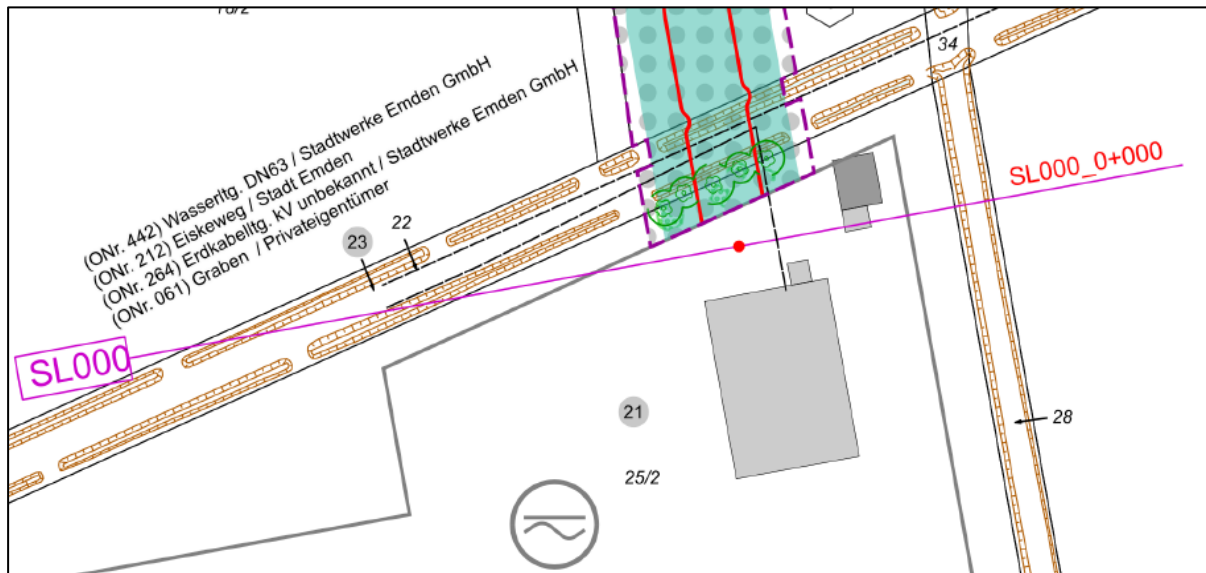 18/2
34
(ONr. 442) Wasserltg. DN63 / Stadtwerke Emden GmbH
(ONr. 212) Eiskeweg / Stadt Emden
(ONr. 264) Erdkabelltg. kV unbekannt / Stadtwerke Emden GmbH
(ONr. 061) Graben / Privateigentümer
SL000_0+000
22
23
SL000
21
28
25/2